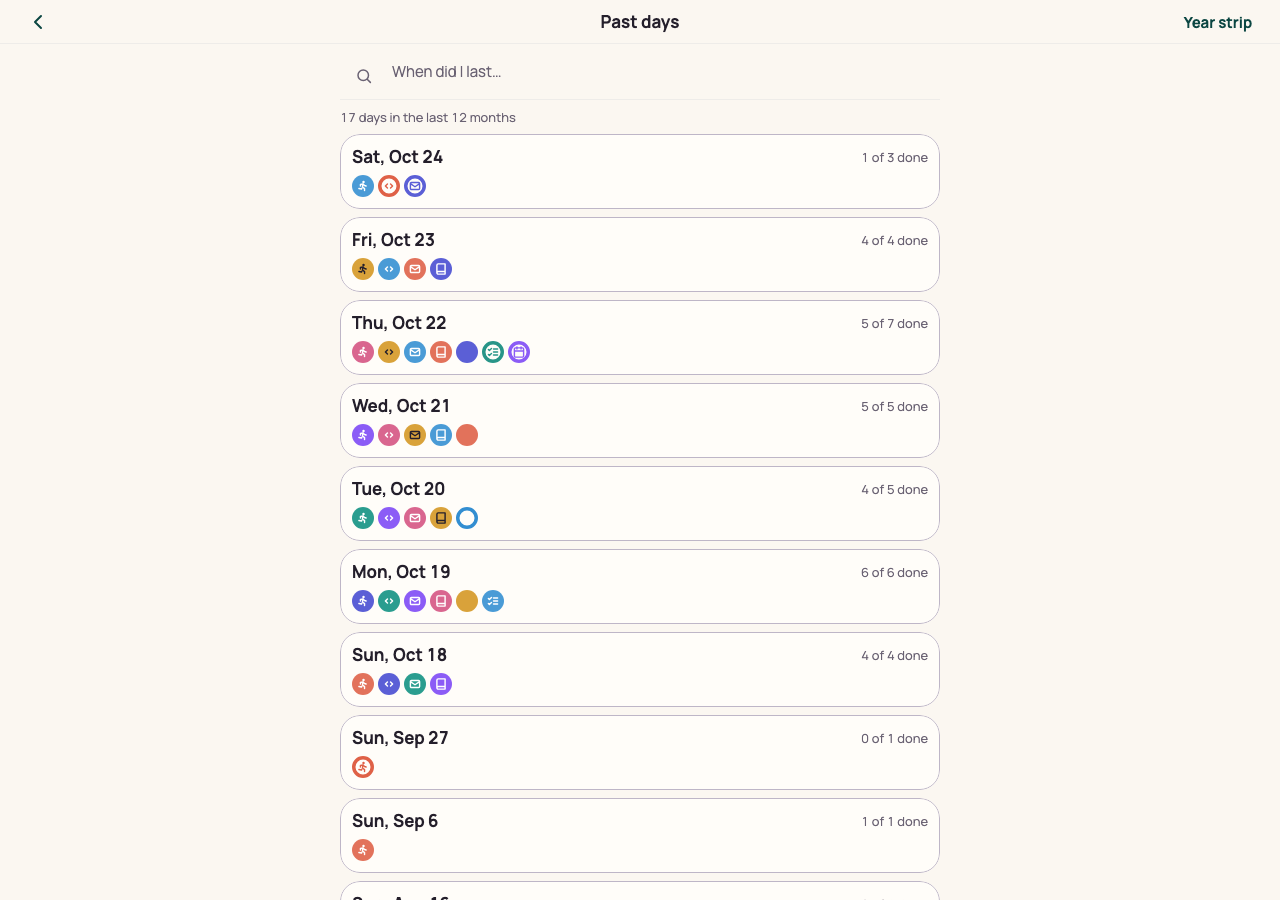 Past days
Year strip
When did I last...
17 days in the last 12 months
Sat, Oct 24
1 of 3 done
Fri, Oct 23
4 of 4 done
Thu, Oct 22
5 of 7 done
Wed, Oct 21
5 of 5 done
Tue, Oct 20
4 of 5 done
Mon, Oct 19
6 of 6 done
Sun, Oct 18
4 of 4 done
Sun, Sep 27
0 of 1 done
Sun, Sep 6
1 of 1 done